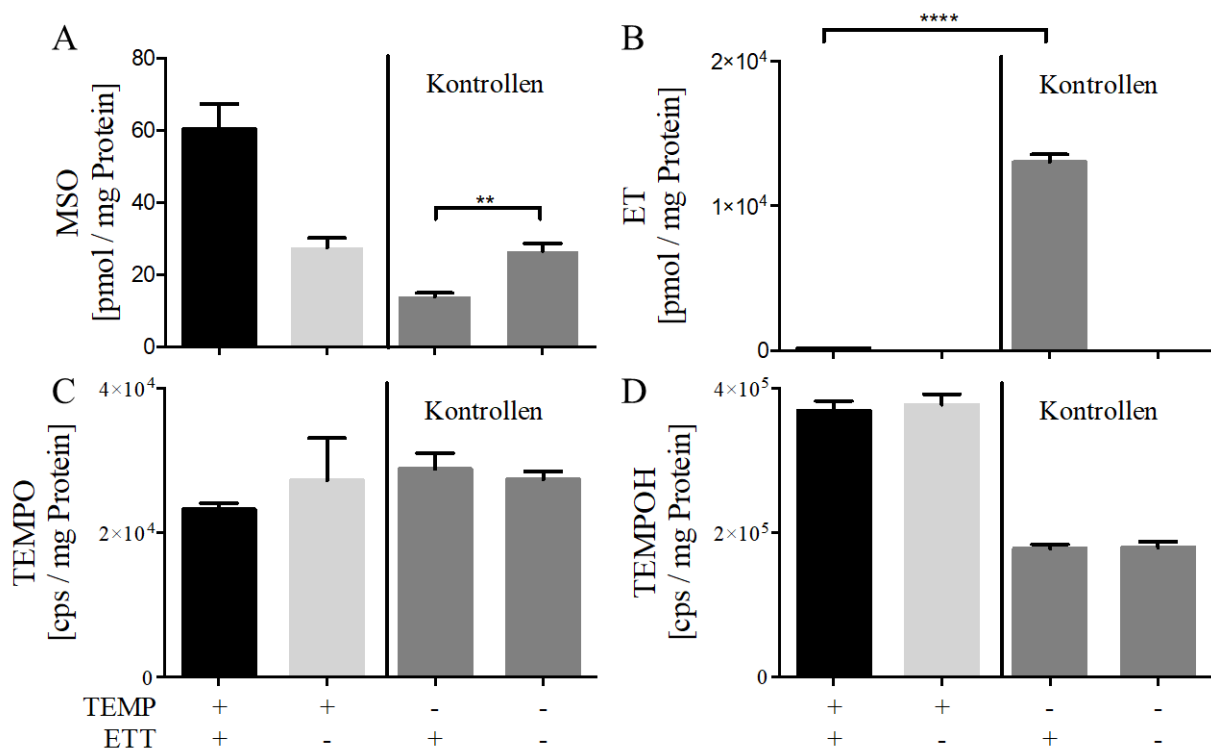 A
MSO
[pmol / mg Protein]
80
60
40
20
0
Kontrollen
**
B
ET
[pmol / mg Protein]
2×10⁴
1×10⁴
0
****
Kontrollen
C
TEMPO
[cps / mg Protein]
4×10⁴
2×10⁴
0
Kontrollen
D
TEMPOH
[cps / mg Protein]
4×10⁵
2×10⁵
0
Kontrollen
TEMP + + - - + + - -
ETT + - + - + - + -